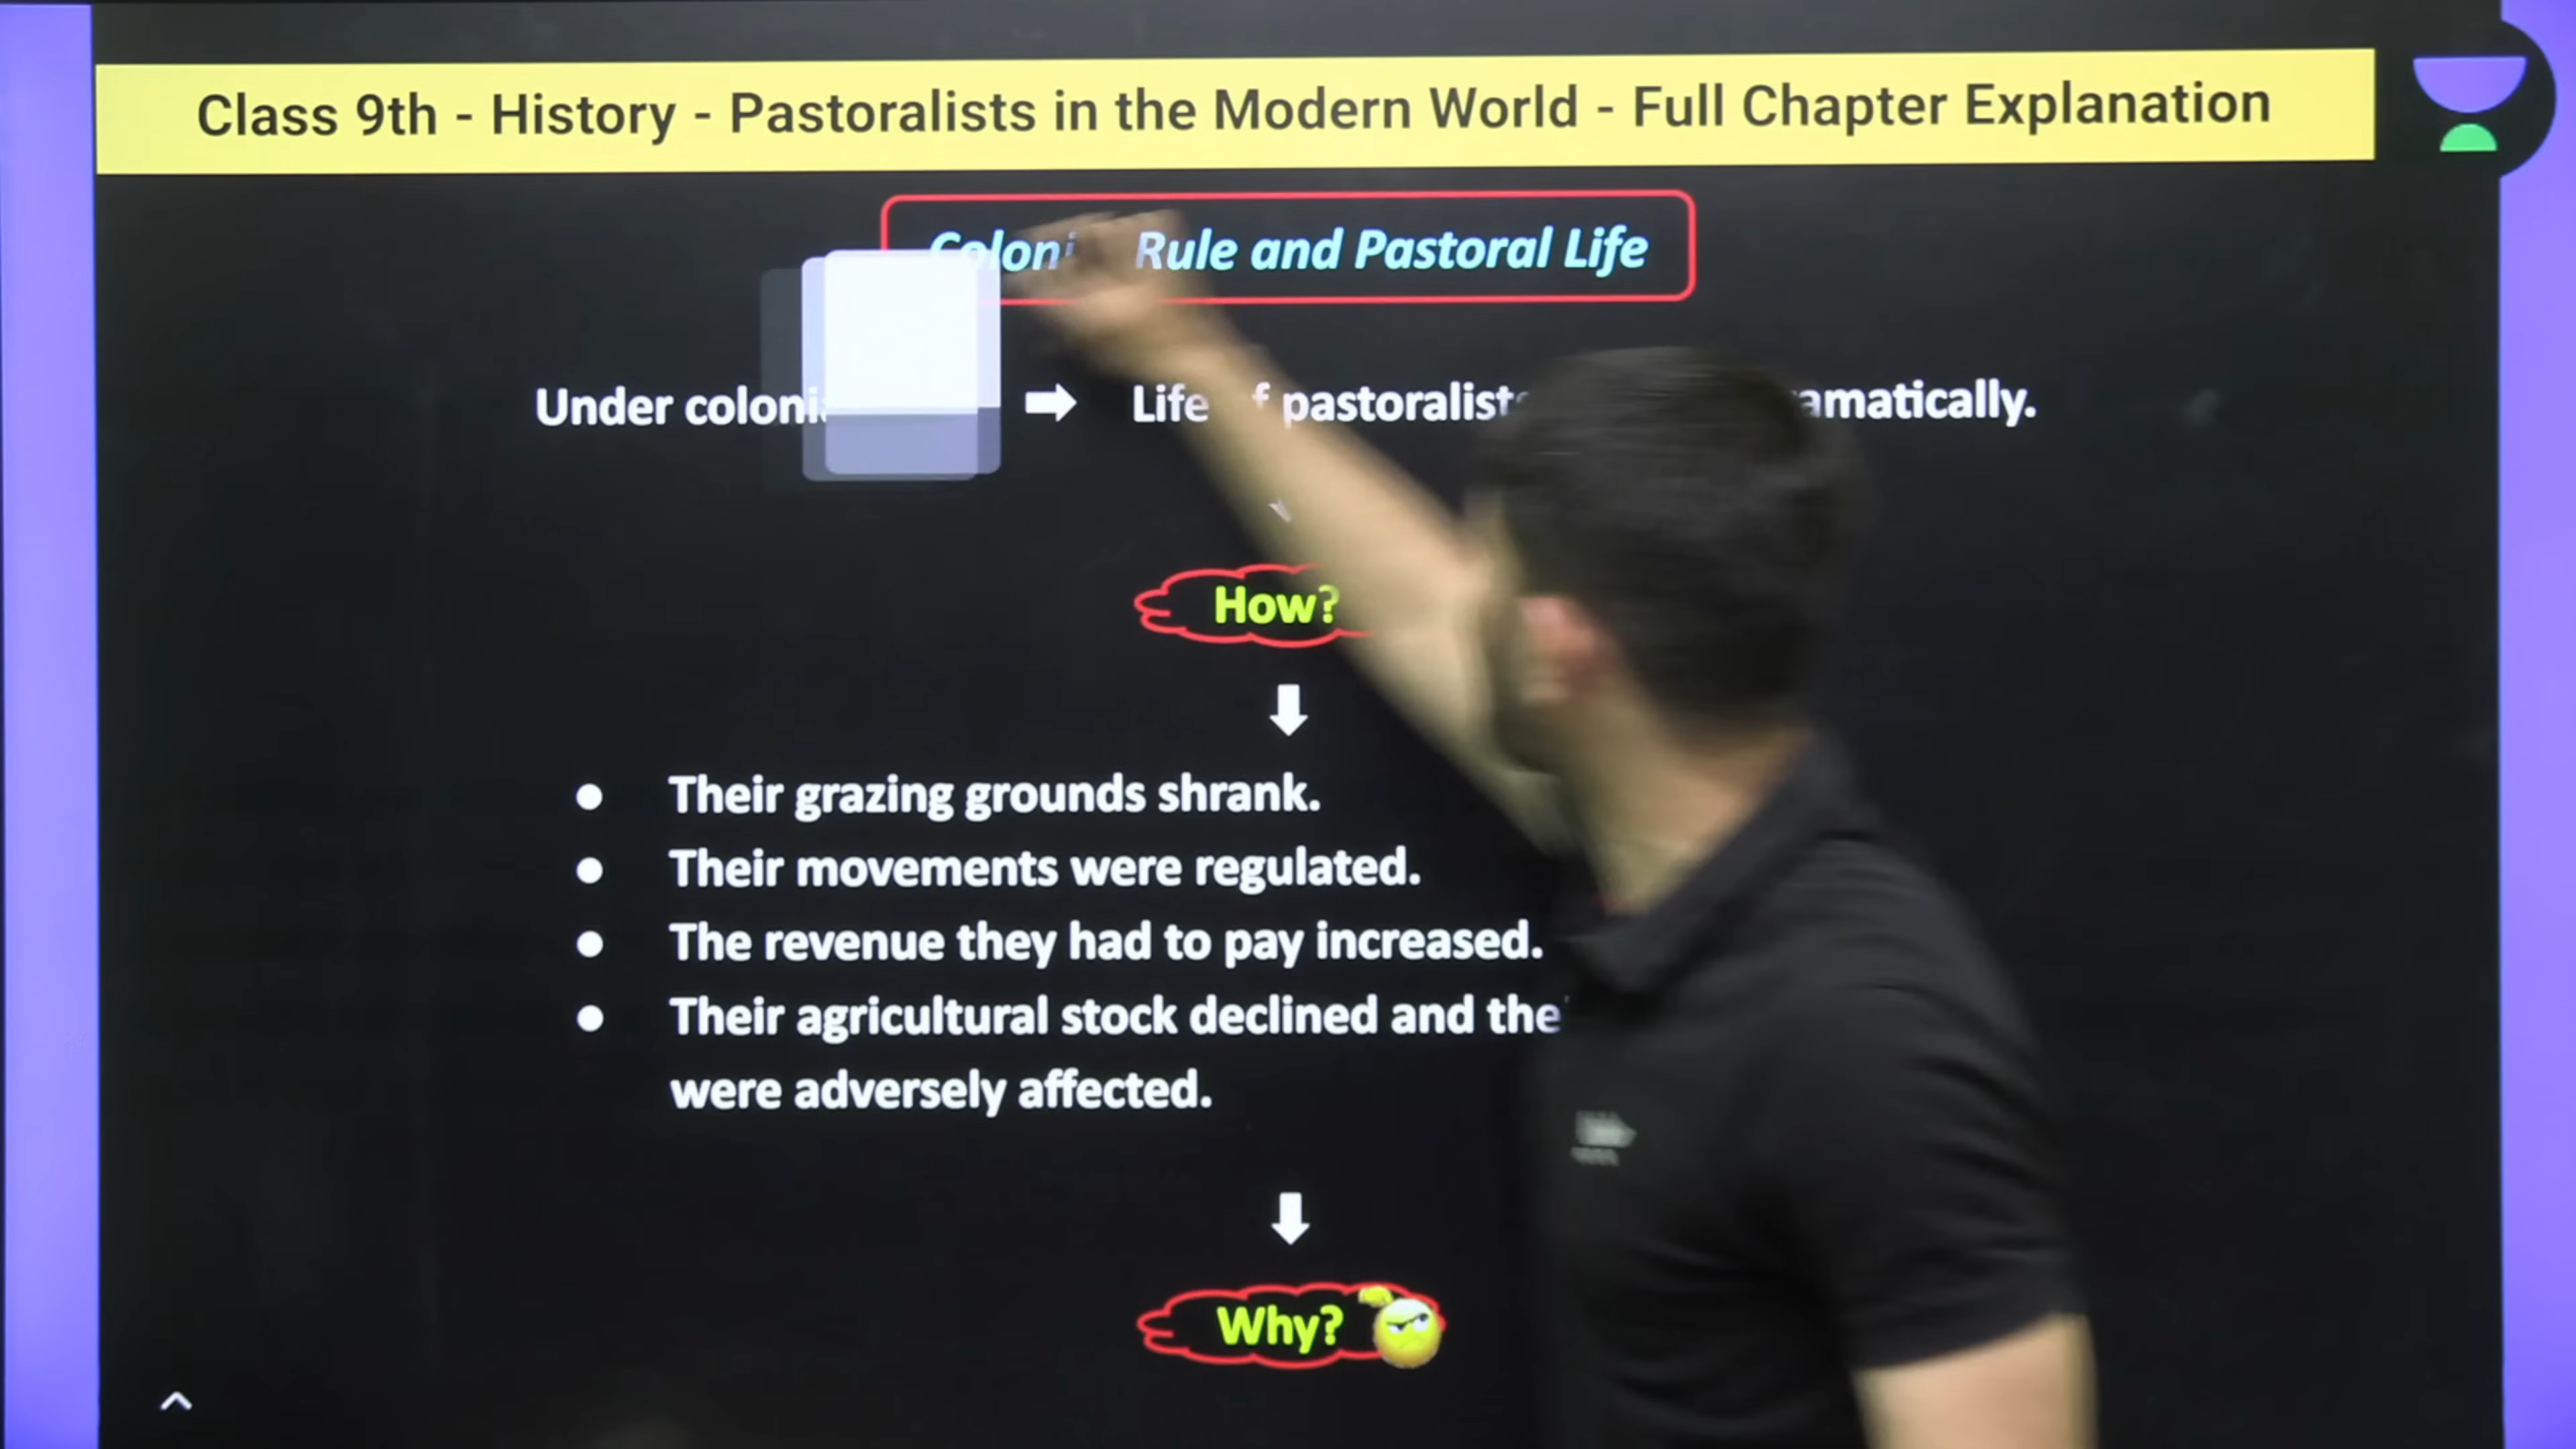 Class 9th - History - Pastoralists in the Modern World - Full Chapter Explanation
Rule and Pastoral Life
Under ➡ Life pastoralists
How?
● Their grazing grounds shrank.
● Their movements were regulated.
● The revenue they had to pay increased.
● Their agricultural stock declined and
were adversely affected.
Why?